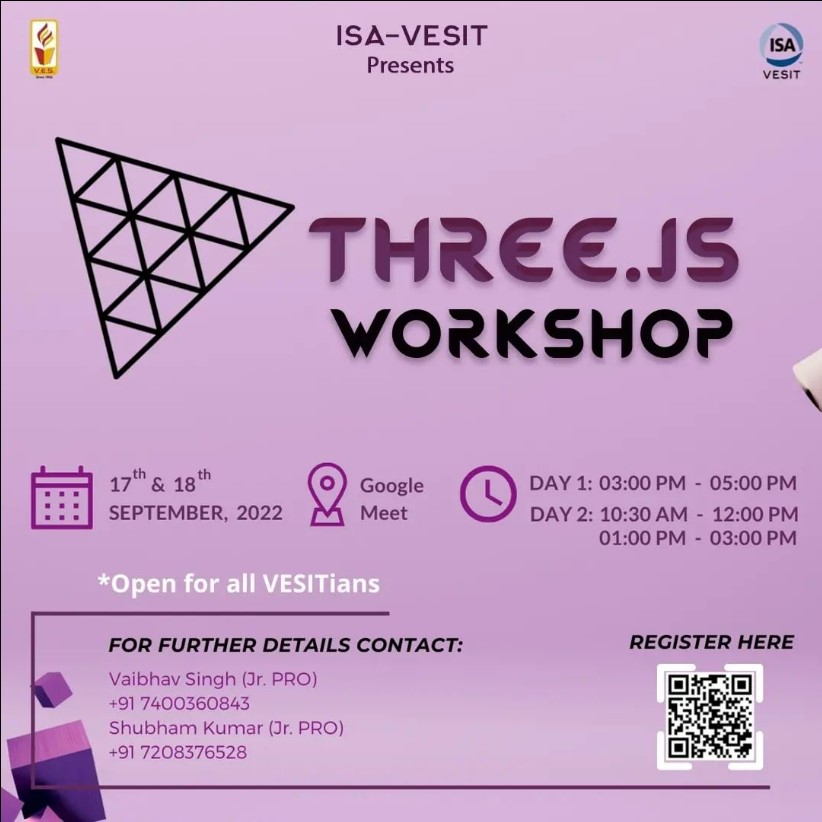 V.E.S.
ISA-VESIT
Presents
ISA
VESIT
THREE.JS
WORKSHOP
17th & 18th
SEPTEMBER, 2022
Google
Meet
DAY 1: 03:00 PM - 05:00 PM
DAY 2: 10:30 AM - 12:00 PM
01:00 PM - 03:00 PM
*Open for all VESITians
FOR FURTHER DETAILS CONTACT:
Vaibhav Singh (Jr. PRO)
+91 7400360843
Shubham Kumar (Jr. PRO)
+91 7208376528
REGISTER HERE